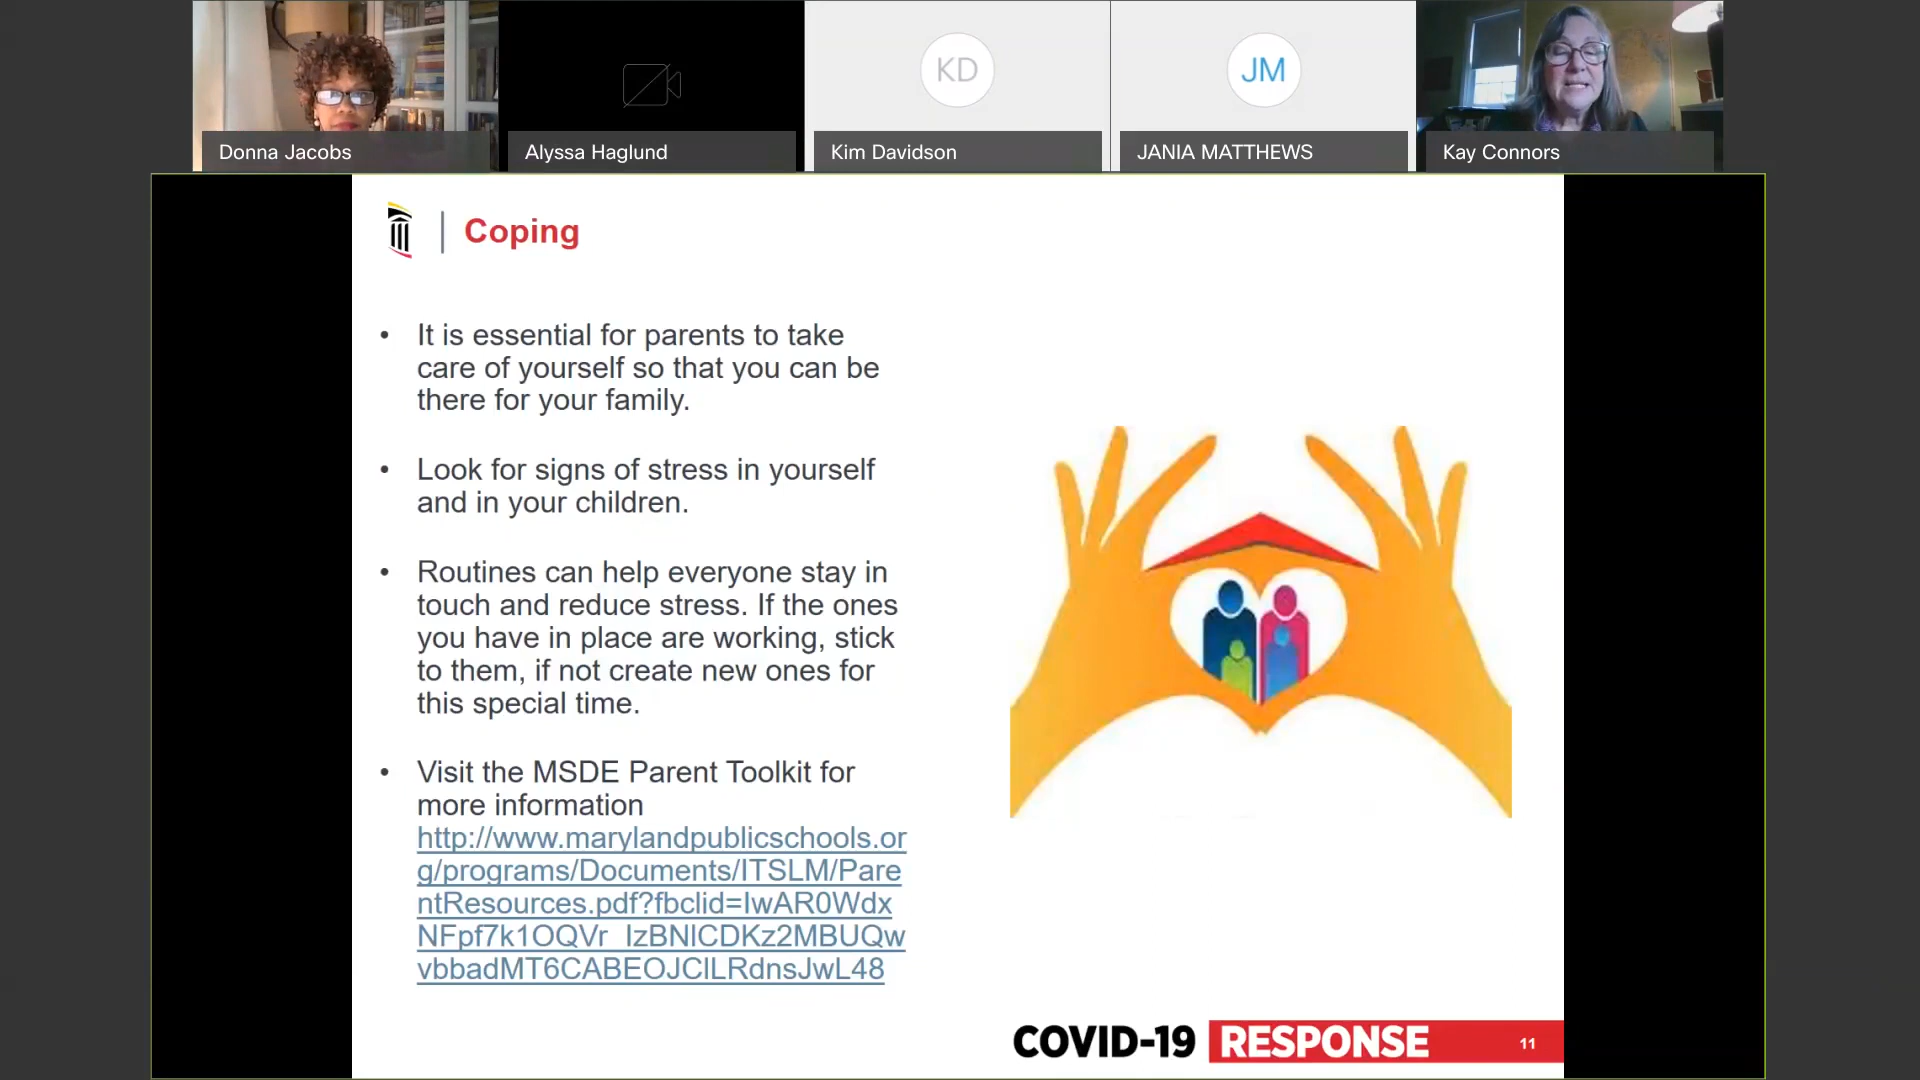 KD
JM
Donna Jacobs
Alyssa Haglund
Kim Davidson
JANIA MATTHEWS
Kay Connors
Coping
• It is essential for parents to take
care of yourself so that you can be
there for your family.
• Look for signs of stress in yourself
and in your children.
• Routines can help everyone stay in
touch and reduce stress. If the ones
you have in place are working, stick
to them, if not create new ones for
this special time.
• Visit the MSDE Parent Toolkit for
more information
http://www.marylandpublicschools.or
g/programs/Documents/ITSLM/Pare
ntResources.pdf?fbclid=IwAR0Wdx
NFpf7k1OQVr_IzBNlCDKz2MBUQw
vbbadMT6CABEOJClLRdnsJwL48
COVID-19 RESPONSE 11